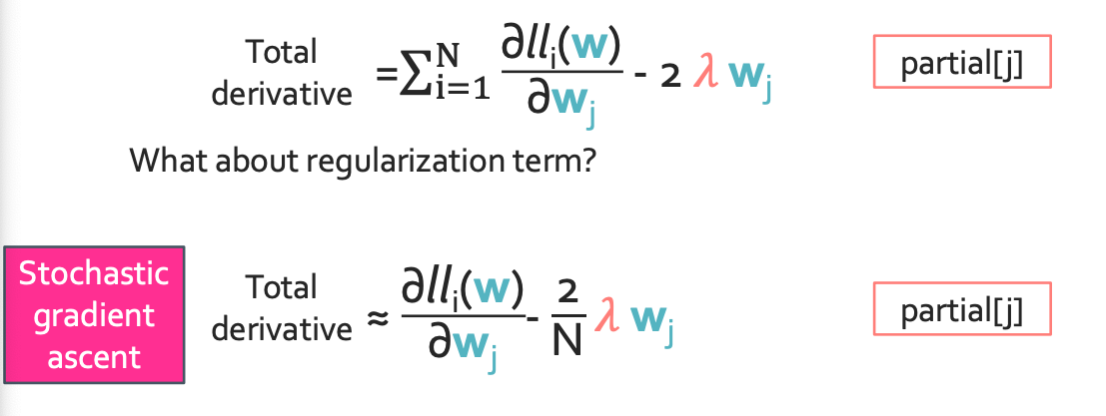 Total derivative =∑ᴺᵢ₌₁ ∂ℓℓᵢ(w)/∂wⱼ - 2 λ wⱼ
partial[j]
What about regularization term?
Stochastic gradient ascent
Total derivative ≈ ∂ℓℓᵢ(w)/∂wⱼ - 2/N λ wⱼ
partial[j]